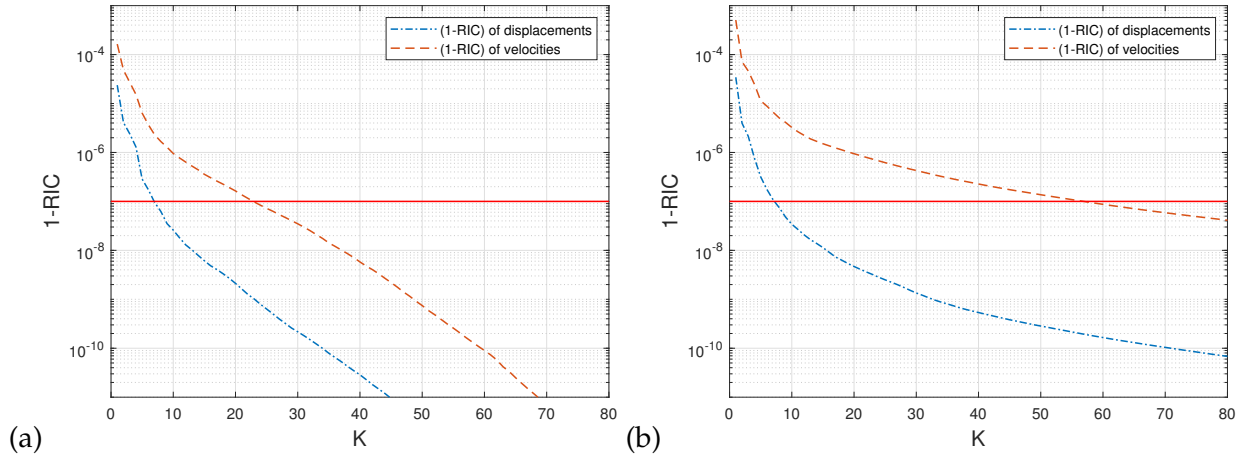 (1-RIC) of displacements
(1-RIC) of velocities
10^-4
10^-6
10^-8
10^-10
1-RIC
0 10 20 30 40 50 60 70 80
K
(a)
(1-RIC) of displacements
(1-RIC) of velocities
10^-4
10^-6
10^-8
10^-10
1-RIC
0 10 20 30 40 50 60 70 80
K
(b)